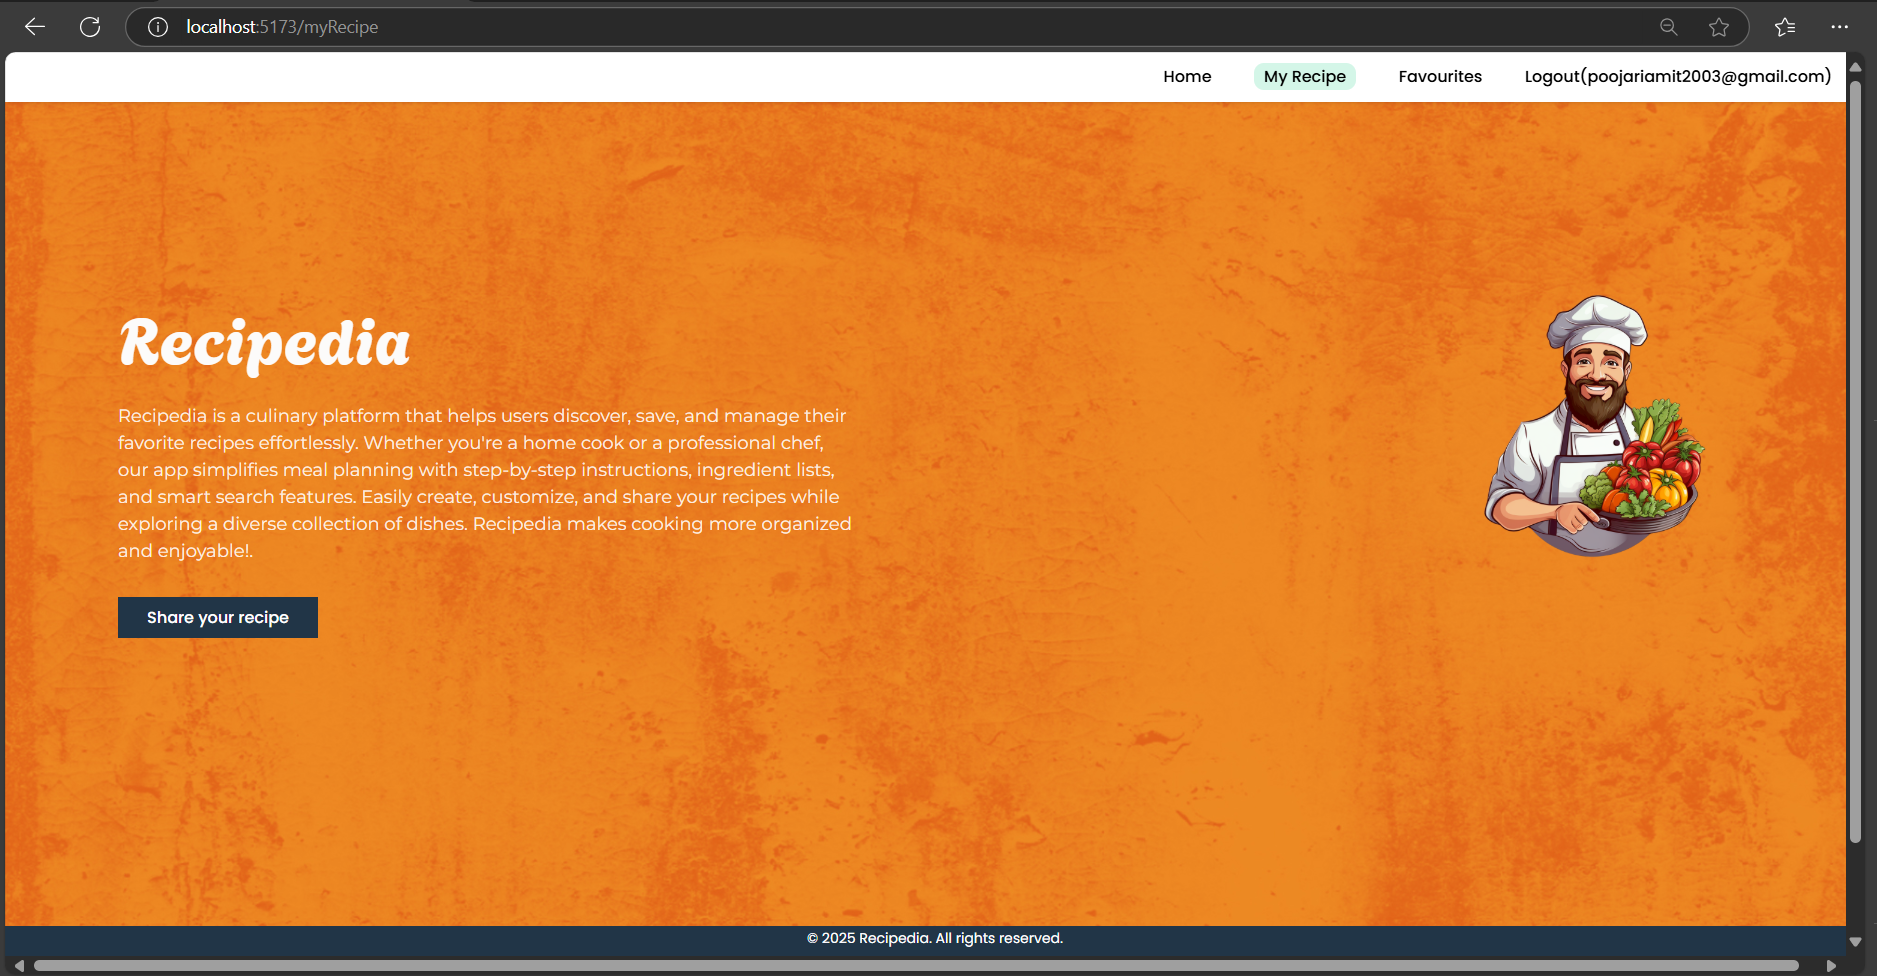 localhost:5173/myRecipe
Home My Recipe Favourites Logout(poojariamit2003@gmail.com)
Recipedia
Recipedia is a culinary platform that helps users discover, save, and manage their
favorite recipes effortlessly. Whether you're a home cook or a professional chef,
our app simplifies meal planning with step-by-step instructions, ingredient lists,
and smart search features. Easily create, customize, and share your recipes while
exploring a diverse collection of dishes. Recipedia makes cooking more organized
and enjoyable!.
Share your recipe
© 2025 Recipedia. All rights reserved.